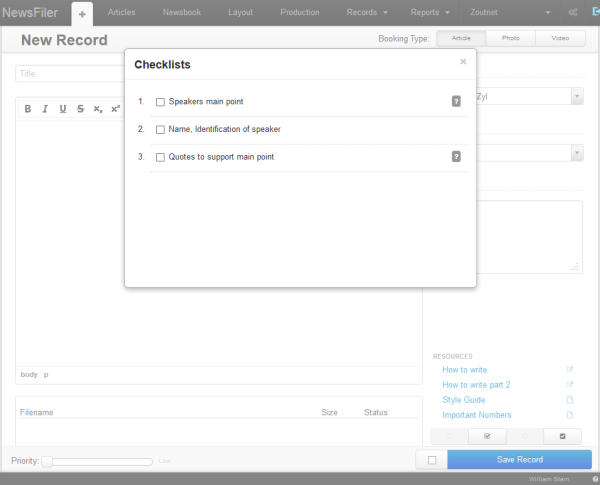 NewsFiler + Articles Newsbook Layout Production Records Reports Zoutnet
New Record
Booking Type: Article Photo Video
Checklists ×
Title
1. Speakers main point ?
Zyl
B I U S x₂ x²
2. Name, Identification of speaker
3. Quotes to support main point ?
RESOURCES
How to write
How to write part 2
body p
Style Guide
Filename Size Status
Important Numbers
Priority: Low
Save Record
William Stam ?